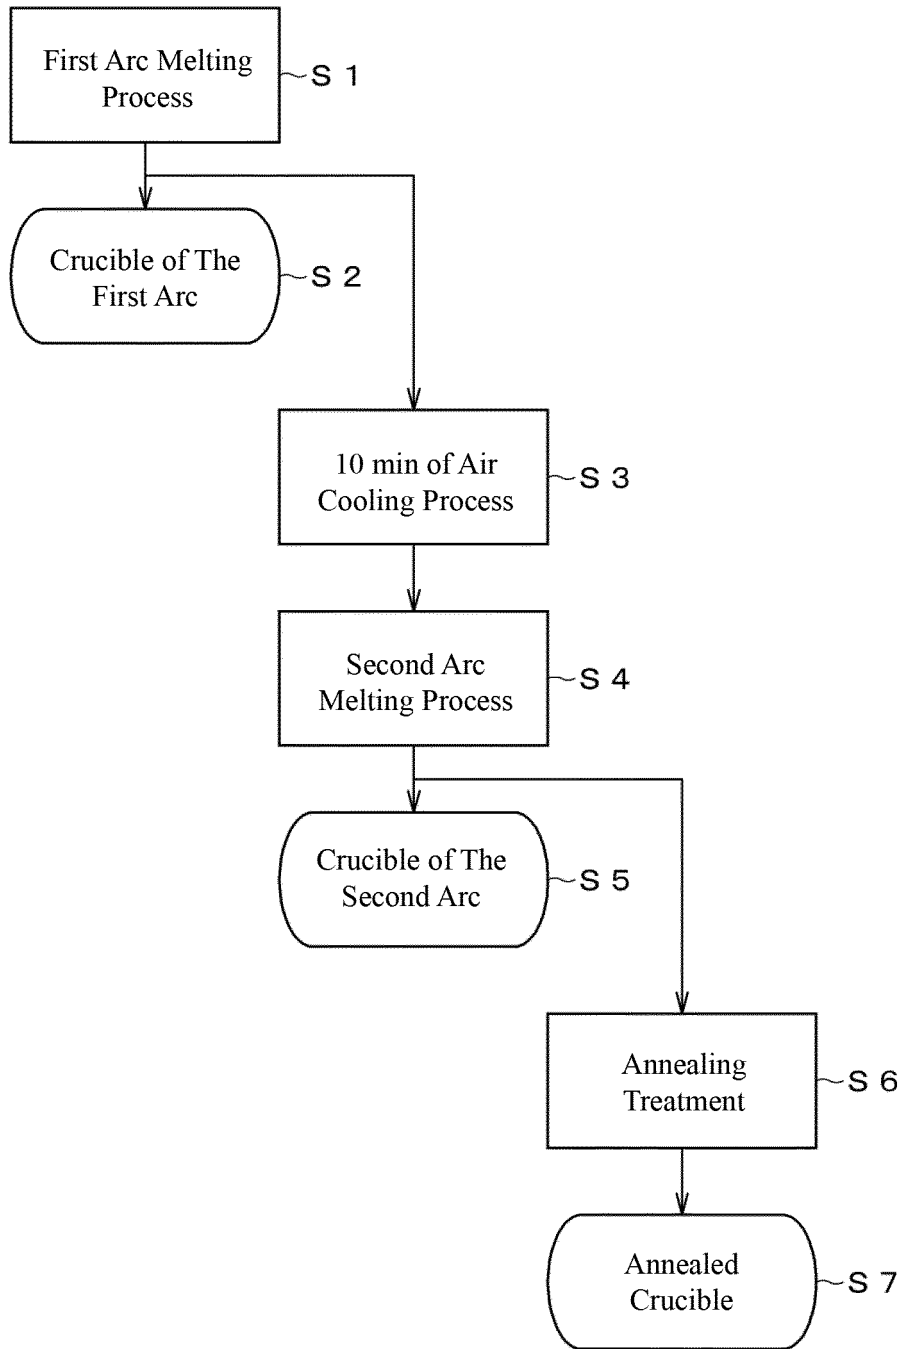 First Arc Melting
Process
S 1
Crucible of The
First Arc
S 2
10 min of Air
Cooling Process
S 3
Second Arc
Melting Process
S 4
Crucible of The
Second Arc
S 5
Annealing
Treatment
S 6
Annealed
Crucible
S 7